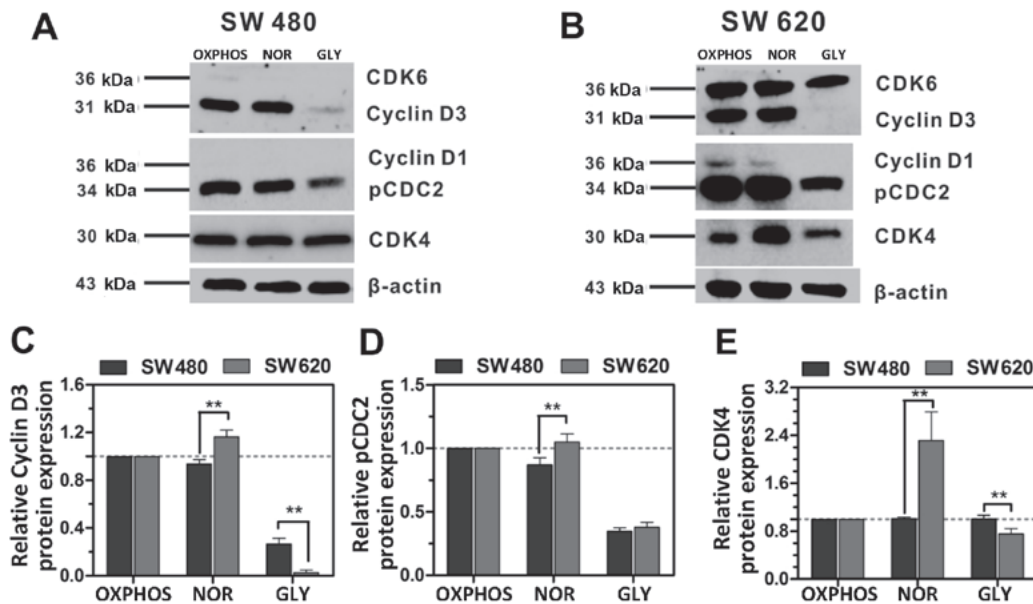 A
SW 480
OXPHOS NOR GLY
36 kDa
CDK6
31 kDa
Cyclin D3
36 kDa
Cyclin D1
34 kDa
pCDC2
30 kDa
CDK4
43 kDa
β-actin
B
SW 620
OXPHOS NOR GLY
36 kDa
CDK6
31 kDa
Cyclin D3
36 kDa
Cyclin D1
34 kDa
pCDC2
30 kDa
CDK4
43 kDa
β-actin
C
SW480 SW620
Relative Cyclin D3
protein expression
1.6
1.2
0.8
0.4
0.0
**
**
OXPHOS NOR GLY
D
SW480 SW620
Relative pCDC2
protein expression
1.5
1.0
0.5
0.0
**
OXPHOS NOR GLY
E
SW480 SW620
Relative CDK4
protein expression
3.2
2.4
1.6
0.8
0.0
**
**
OXPHOS NOR GLY